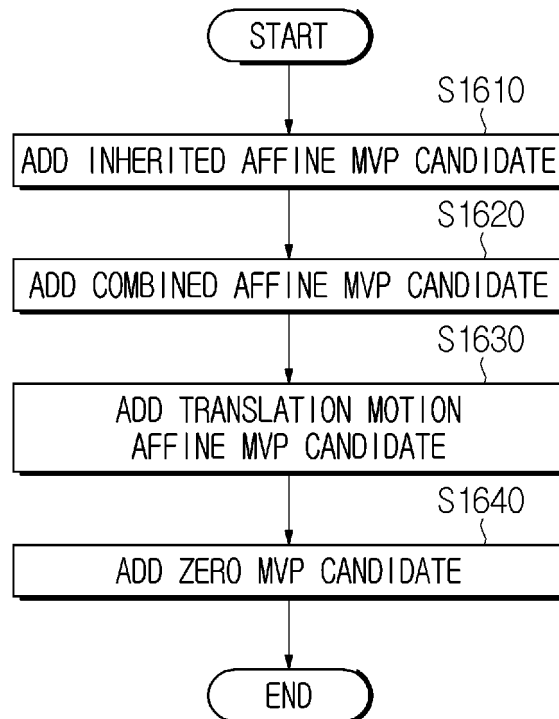 START
S1610
ADD INHERITED AFFINE MVP CANDIDATE
S1620
ADD COMBINED AFFINE MVP CANDIDATE
S1630
ADD TRANSLATION MOTION
AFFINE MVP CANDIDATE
S1640
ADD ZERO MVP CANDIDATE
END